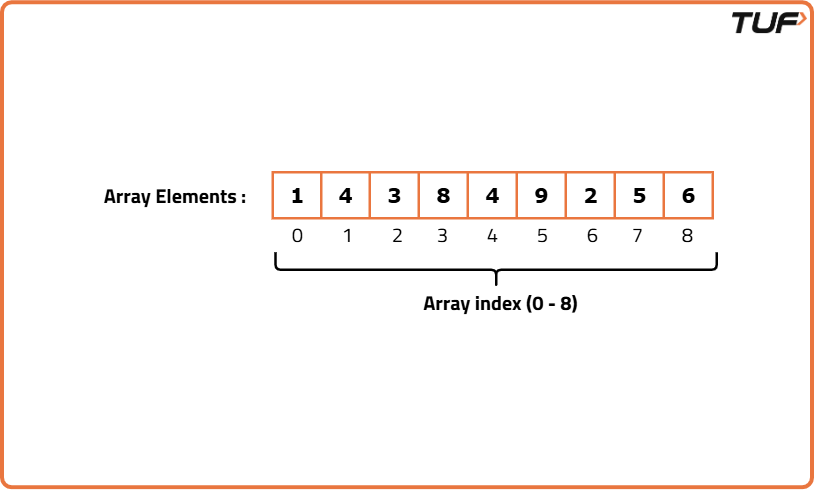 TUF
Array Elements : 1 4 3 8 4 9 2 5 6
0 1 2 3 4 5 6 7 8
Array index (0 - 8)